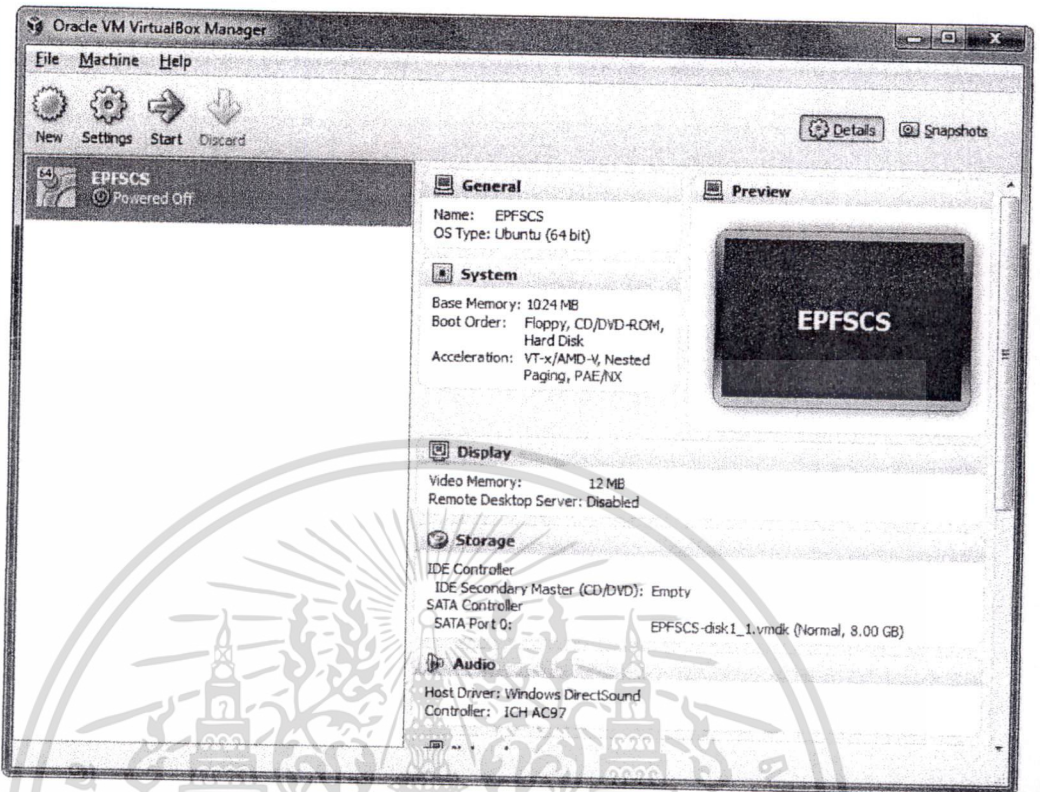 Oracle VM VirtualBox Manager
File Machine Help
New Settings Start Discard
Details Snapshots
64
EPFSCS
Powered Off
General
Name: EPFSCS
OS Type: Ubuntu (64 bit)
System
Base Memory: 1024 MB
Boot Order: Floppy, CD/DVD-ROM,
Hard Disk
Acceleration: VT-x/AMD-V, Nested
Paging, PAE/NX
Preview
EPFSCS
Display
Video Memory: 12 MB
Remote Desktop Server: Disabled
Storage
IDE Controller
IDE Secondary Master (CD/DVD): Empty
SATA Controller
SATA Port 0: EPFSCS-disk1_1.vmdk (Normal, 8.00 GB)
Audio
Host Driver: Windows DirectSound
Controller: ICH AC97